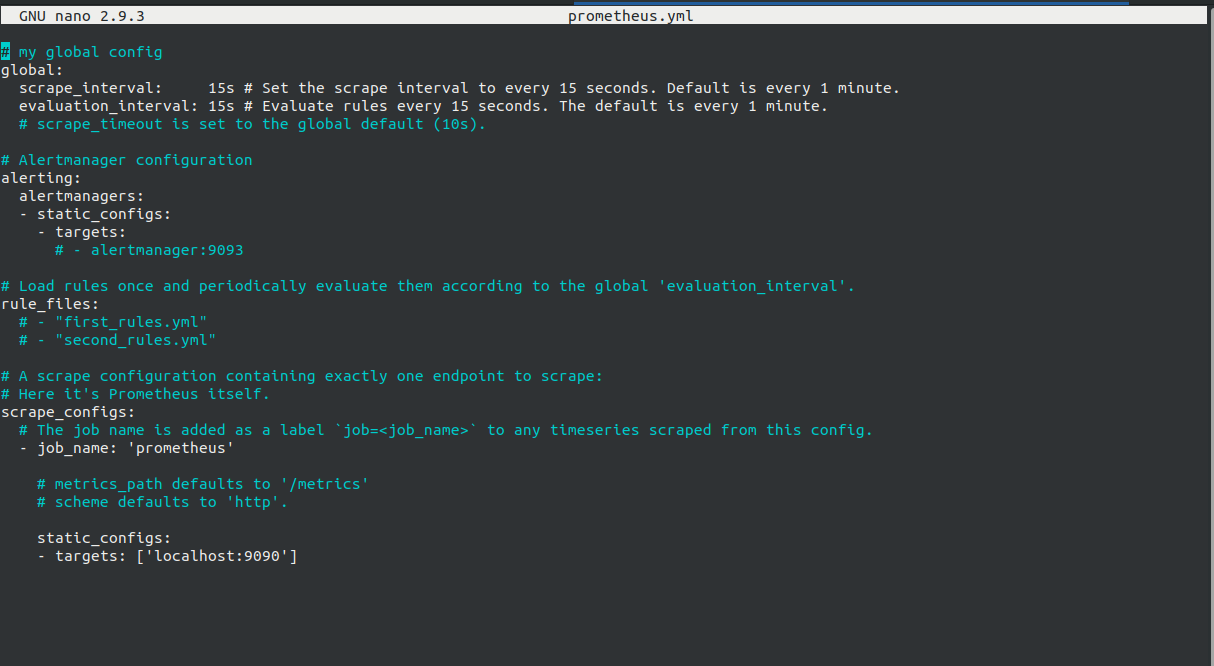 GNU nano 2.9.3 prometheus.yml
# my global config
global:
  scrape_interval:     15s # Set the scrape interval to every 15 seconds. Default is every 1 minute.
  evaluation_interval: 15s # Evaluate rules every 15 seconds. The default is every 1 minute.
  # scrape_timeout is set to the global default (10s).

# Alertmanager configuration
alerting:
  alertmanagers:
  - static_configs:
    - targets:
      # - alertmanager:9093

# Load rules once and periodically evaluate them according to the global 'evaluation_interval'.
rule_files:
  # - "first_rules.yml"
  # - "second_rules.yml"

# A scrape configuration containing exactly one endpoint to scrape:
# Here it's Prometheus itself.
scrape_configs:
  # The job name is added as a label `job=<job_name>` to any timeseries scraped from this config.
  - job_name: 'prometheus'

    # metrics_path defaults to '/metrics'
    # scheme defaults to 'http'.

    static_configs:
    - targets: ['localhost:9090']